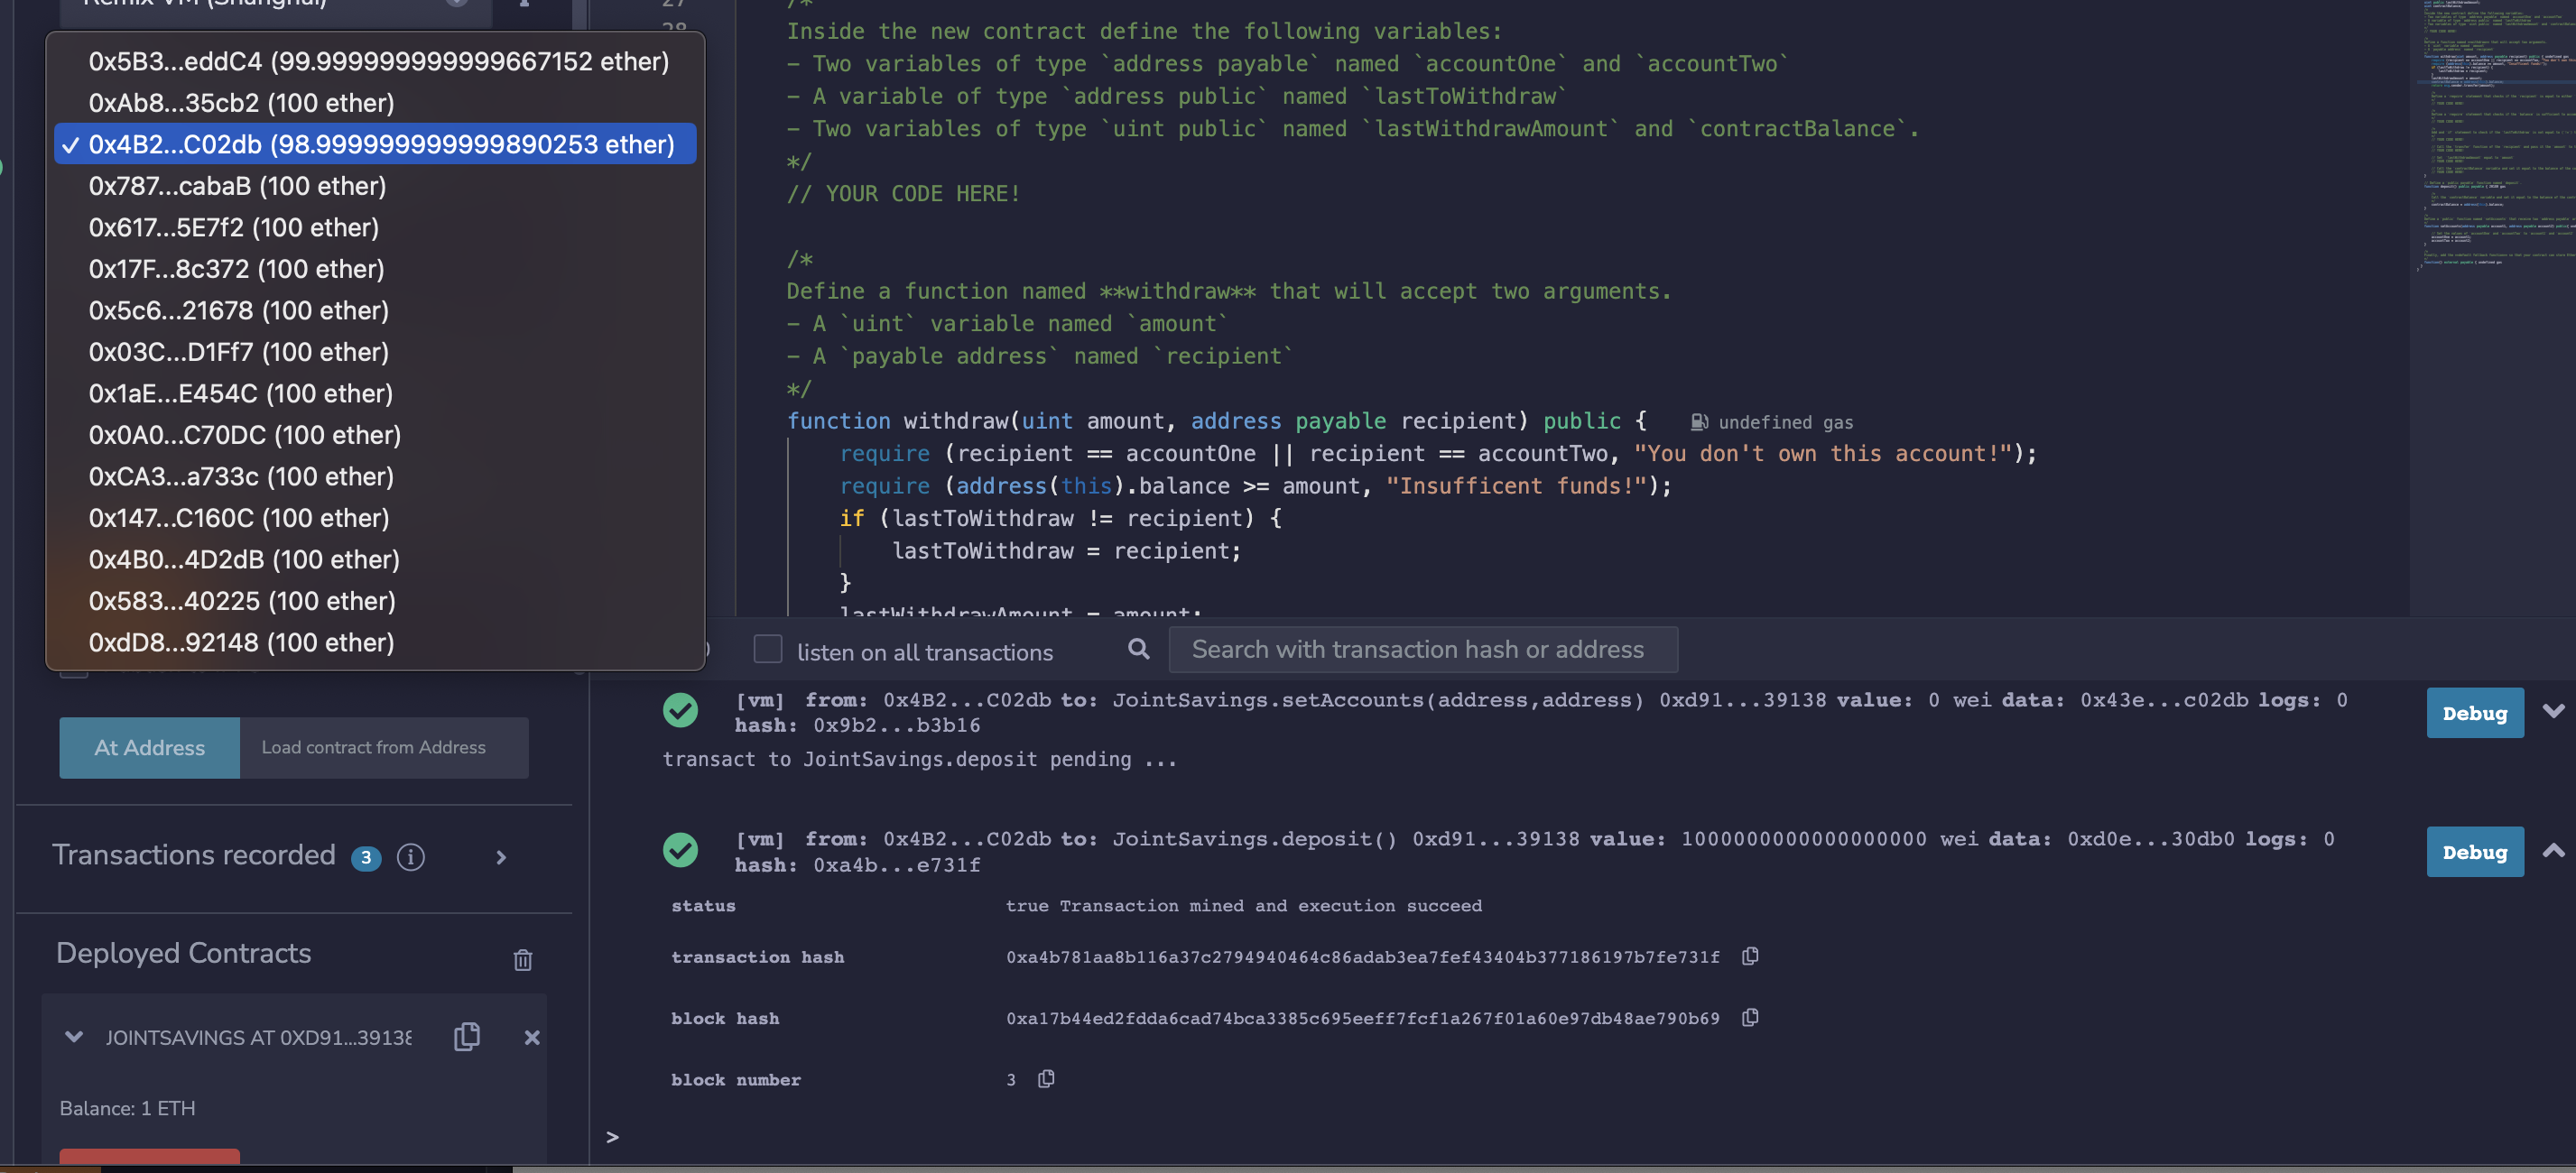 Remix VM (Shanghai)
0x5B3...eddC4 (99.999999999999667152 ether)
0xAb8...35cb2 (100 ether)
✓ 0x4B2...C02db (98.999999999999890253 ether)
0x787...cabaB (100 ether)
0x617...5E7f2 (100 ether)
0x17F...8c372 (100 ether)
0x5c6...21678 (100 ether)
0x03C...D1Ff7 (100 ether)
0x1aE...E454C (100 ether)
0x0A0...C70DC (100 ether)
0xCA3...a733c (100 ether)
0x147...C160C (100 ether)
0x4B0...4D2dB (100 ether)
0x583...40225 (100 ether)
0xdD8...92148 (100 ether)
At Address Load contract from Address
Transactions recorded 3
Deployed Contracts
JOINTSAVINGS AT 0XD91...39138
Balance: 1 ETH
27
28
/*
Inside the new contract define the following variables:
- Two variables of type `address payable` named `accountOne` and `accountTwo`
- A variable of type `address public` named `lastToWithdraw`
- Two variables of type `uint public` named `lastWithdrawAmount` and `contractBalance`.
*/
// YOUR CODE HERE!
/*
Define a function named **withdraw** that will accept two arguments.
- A `uint` variable named `amount`
- A `payable address` named `recipient`
*/
function withdraw(uint amount, address payable recipient) public { undefined gas
require (recipient == accountOne || recipient == accountTwo, "You don't own this account!");
require (address(this).balance >= amount, "Insufficent funds!");
if (lastToWithdraw != recipient) {
lastToWithdraw = recipient;
}
lastWithdrawAmount = amount;
listen on all transactions Search with transaction hash or address
[vm] from: 0x4B2...C02db to: JointSavings.setAccounts(address,address) 0xd91...39138 value: 0 wei data: 0x43e...c02db logs: 0
hash: 0x9b2...b3b16
Debug
transact to JointSavings.deposit pending ...
[vm] from: 0x4B2...C02db to: JointSavings.deposit() 0xd91...39138 value: 1000000000000000000 wei data: 0xd0e...30db0 logs: 0
hash: 0xa4b...e731f
Debug
status true Transaction mined and execution succeed
transaction hash 0xa4b781aa8b116a37c2794940464c86adab3ea7fef43404b377186197b7fe731f
block hash 0xa17b44ed2fdda6cad74bca3385c695eeff7fcf1a267f01a60e97db48ae790b69
block number 3
>